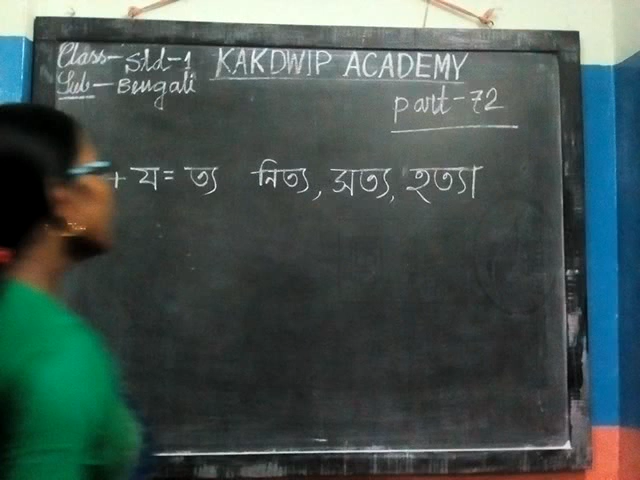 Class-Std-1 KAKDWIP ACADEMY
Sub-Bengali
part-72
+ য = ত্য নিত্য, সত্য, হত্যা